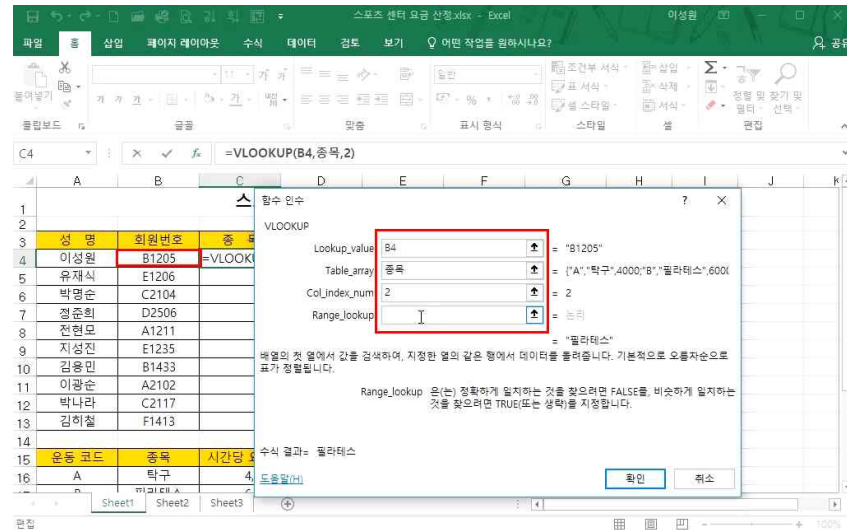 스포츠 센터 요금 산정.xlsx - Excel 이성원
파일 홈 삽입 페이지 레이아웃 수식 데이터 검토 보기 어떤 작업을 원하시나요? 공유
붙여넣기 11 일반 조건부 서식 표 서식 셀 스타일 삽입 삭제 서식 정렬 및 필터 찾기 및 선택
클립보드 글꼴 맞춤 표시 형식 스타일 셀 편집
C4 =VLOOKUP(B4,종목,2)
A B C D E F G H I J K
1 스
2
3 성 명 회원번호 종
4 이성원 B1205 =VLOOKU
5 유재식 E1206
6 박명순 C2104
7 정준희 D2506
8 전현모 A1211
9 지성진 E1235
10 김용민 B1433
11 이광순 A2102
12 박나라 C2117
13 김히철 F1413
14
15 운동 코드 종목 시간당
16 A 탁구 4,
함수 인수 ? ×
VLOOKUP
Lookup_value B4 = "B1205"
Table_array 종목 = {"A","탁구",4000;"B","필라테스",600
Col_index_num 2 = 2
Range_lookup = 논리
= "필라테스"
배열의 첫 열에서 값을 검색하여, 지정한 열의 같은 행에서 데이터를 돌려줍니다. 기본적으로 오름차순으로
표가 정렬됩니다.
Range_lookup 은(는) 정확하게 일치하는 것을 찾으려면 FALSE를, 비슷하게 일치하는
것을 찾으려면 TRUE(또는 생략)를 지정합니다.
수식 결과= 필라테스
도움말(H) 확인 취소
Sheet1 Sheet2 Sheet3
편집 100%